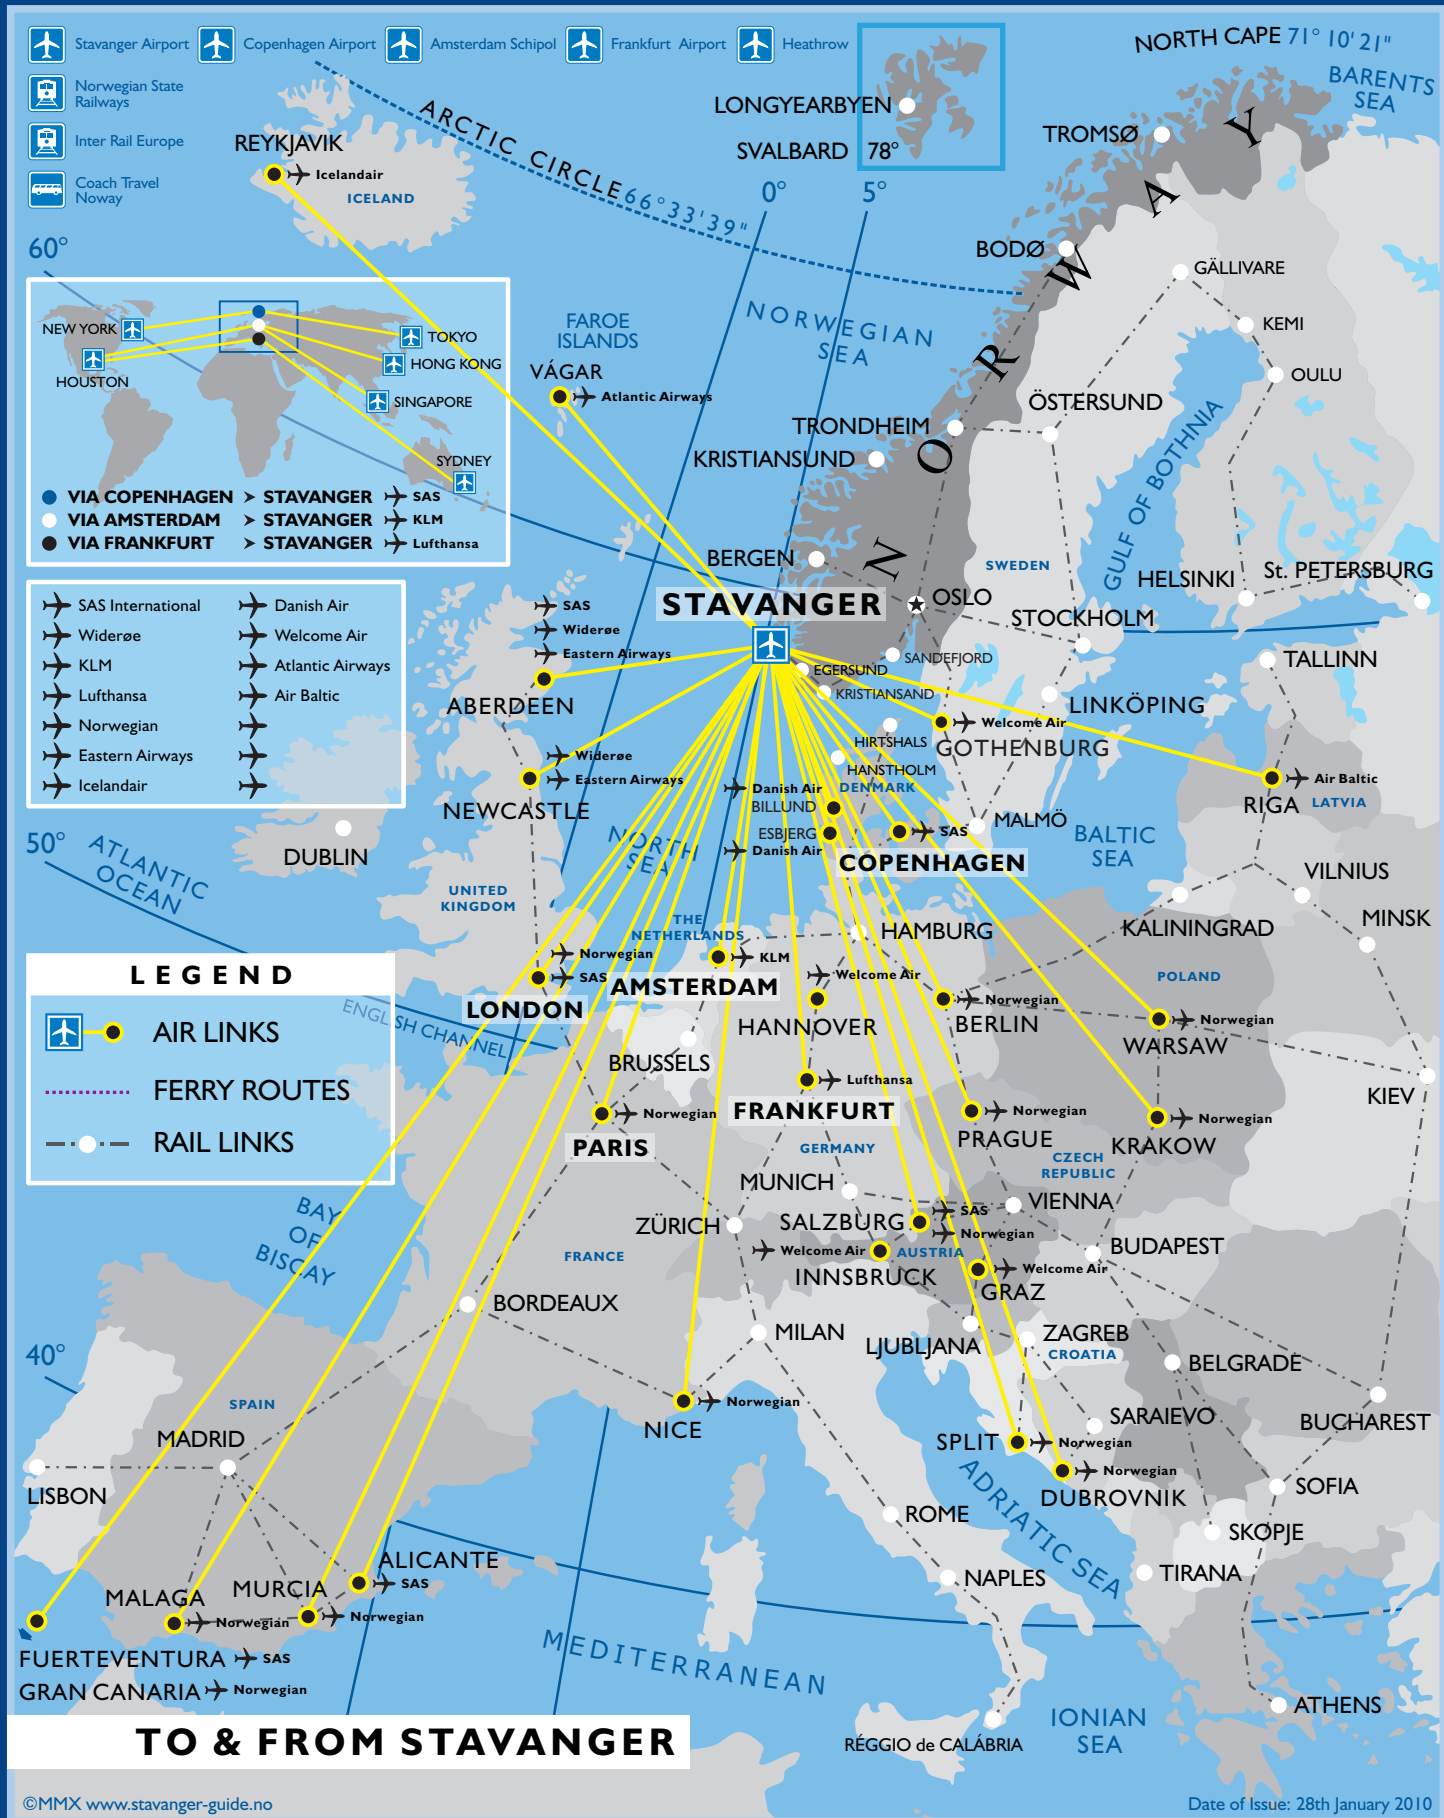 Stavanger Airport
Copenhagen Airport
Amsterdam Schipol
Frankfurt Airport
Heathrow
Norwegian State
Railways
Inter Rail Europe
Coach Travel
Noway
NORTH CAPE 71° 10'21"
BARENTS
SEA
LONGYEARBYEN
SVALBARD 78°
ARCTIC CIRCLE 66°33'39"
0°
5°
TROMSØ
REYKJAVIK
Icelandair
ICELAND
60°
BODØ
GÄLLIVARE
NORWAY
NORWEGIAN
SEA
FAROE
ISLANDS
VÁGAR
Atlantic Airways
KEMI
OULU
ÖSTERSUND
TRONDHEIM
KRISTIANSUND
GULF OF BOTHNIA
NEW YORK
HOUSTON
TOKYO
HONG KONG
SINGAPORE
SYDNEY
VIA COPENHAGEN > STAVANGER SAS
VIA AMSTERDAM > STAVANGER KLM
VIA FRANKFURT > STAVANGER Lufthansa
BERGEN
SWEDEN
HELSINKI
St. PETERSBURG
STAVANGER
OSLO
STOCKHOLM
SAS International
Widerøe
KLM
Lufthansa
Norwegian
Eastern Airways
Icelandair
Danish Air
Welcome Air
Atlantic Airways
Air Baltic
SAS
Widerøe
Eastern Airways
ABERDEEN
EGERSUND
SANDEFJORD
KRISTIANSAND
TALLINN
LINKÖPING
Welcome Air
GOTHENBURG
HIRTSHALS
HANSTHOLM
DENMARK
Widerøe
Eastern Airways
NEWCASTLE
Danish Air
BILLUND
ESBJERG
Danish Air
SAS
COPENHAGEN
MALMÖ
Air Baltic
RIGA
LATVIA
BALTIC
SEA
50°
ATLANTIC
OCEAN
DUBLIN
NORTH
SEA
UNITED
KINGDOM
VILNIUS
MINSK
KALININGRAD
THE
NETHERLANDS
HAMBURG
Norwegian
SAS
LONDON
KLM
AMSTERDAM
Welcome Air
HANNOVER
Norwegian
BERLIN
POLAND
Norwegian
WARSAW
LEGEND
AIR LINKS
FERRY ROUTES
RAIL LINKS
ENGLISH CHANNEL
BRUSSELS
KIEV
Lufthansa
FRANKFURT
Norwegian
PARIS
Norwegian
PRAGUE
Norwegian
KRAKOW
GERMANY
CZECH
REPUBLIC
MUNICH
VIENNA
BAY
OF
BISCAY
ZÜRICH
SALZBURG
SAS
Norwegian
FRANCE
Welcome Air
AUSTRIA
INNSBRUCK
BUDAPEST
Welcome Air
GRAZ
BORDEAUX
MILAN
LJUBLJANA
ZAGREB
CROATIA
BELGRADE
40°
SPAIN
MADRID
Norwegian
NICE
SARAIEVO
BUCHAREST
SPLIT
Norwegian
Norwegian
DUBROVNIK
LISBON
ADRIATIC SEA
SOFIA
ROME
SKOPJE
ALICANTE
SAS
MALAGA
Norwegian
MURCIA
Norwegian
TIRANA
NAPLES
FUERTEVENTURA SAS
GRAN CANARIA Norwegian
MEDITERRANEAN
ATHENS
IONIAN
SEA
RÉGGIO de CALÁBRIA
TO & FROM STAVANGER
©MMX www.stavanger-guide.no
Date of Issue: 28th January 2010